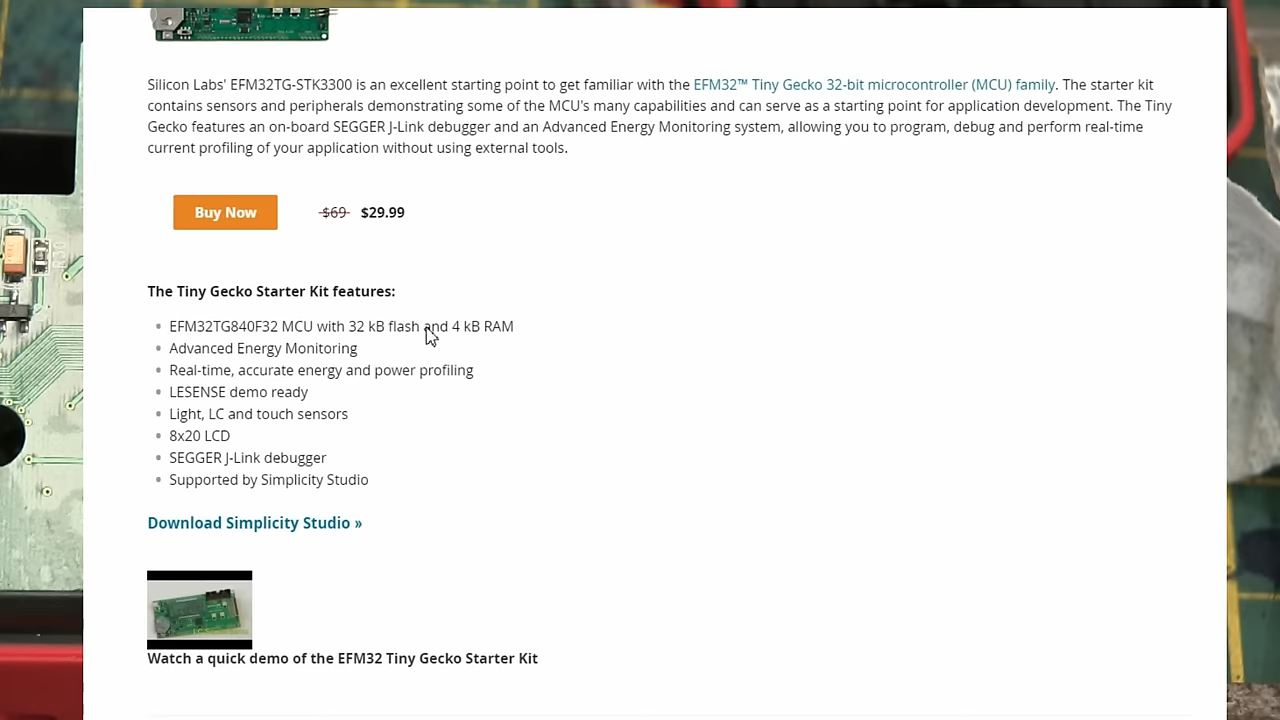 Silicon Labs' EFM32TG-STK3300 is an excellent starting point to get familiar with the EFM32™ Tiny Gecko 32-bit microcontroller (MCU) family. The starter kit
contains sensors and peripherals demonstrating some of the MCU's many capabilities and can serve as a starting point for application development. The Tiny
Gecko features an on-board SEGGER J-Link debugger and an Advanced Energy Monitoring system, allowing you to program, debug and perform real-time
current profiling of your application without using external tools.
Buy Now $69 $29.99
The Tiny Gecko Starter Kit features:
EFM32TG840F32 MCU with 32 kB flash and 4 kB RAM
Advanced Energy Monitoring
Real-time, accurate energy and power profiling
LESENSE demo ready
Light, LC and touch sensors
8x20 LCD
SEGGER J-Link debugger
Supported by Simplicity Studio
Download Simplicity Studio »
Watch a quick demo of the EFM32 Tiny Gecko Starter Kit